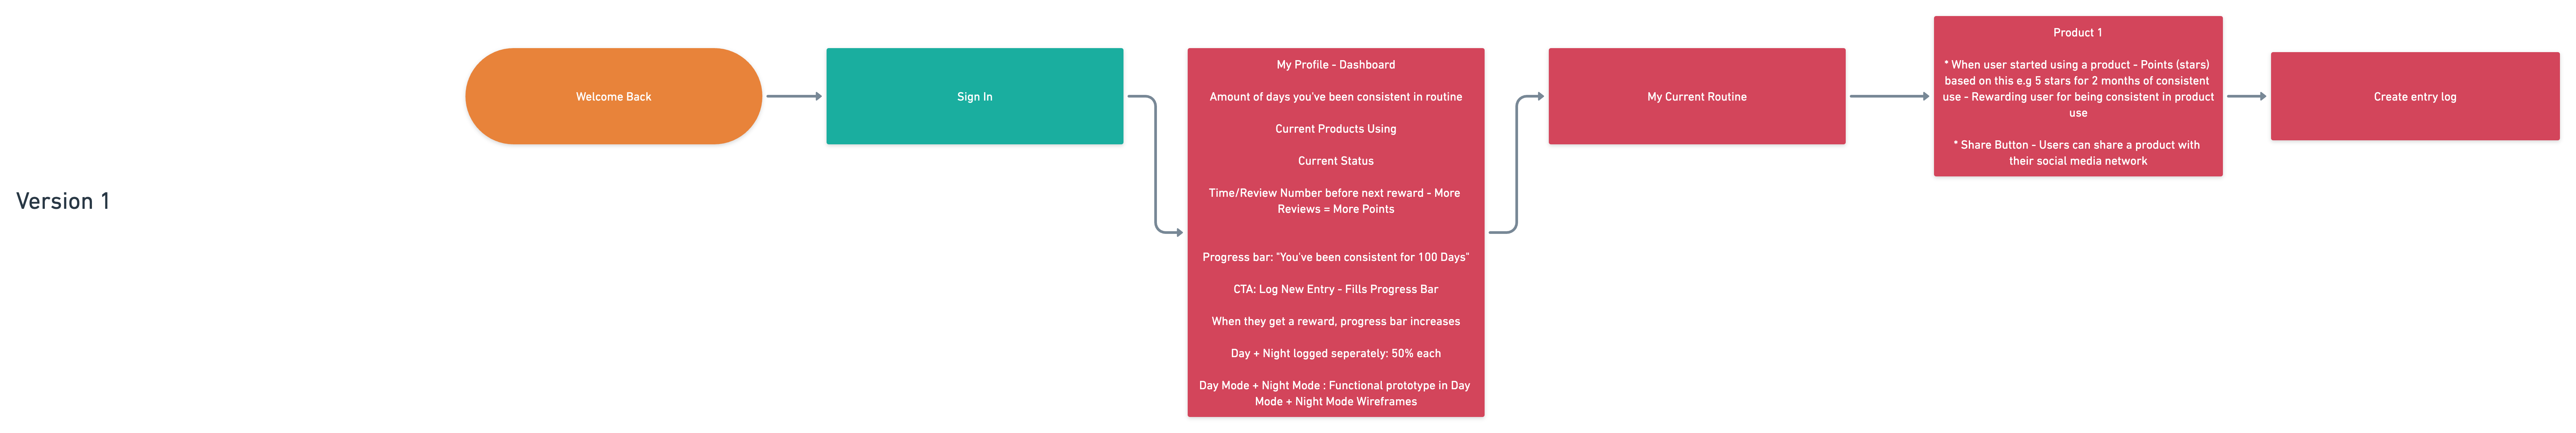 Version 1
Welcome Back
Sign In
My Profile - Dashboard
Amount of days you've been consistent in routine
Current Products Using
Current Status
Time/Review Number before next reward - More
Reviews = More Points
Progress bar: "You've been consistent for 100 Days"
CTA: Log New Entry - Fills Progress Bar
When they get a reward, progress bar increases
Day + Night logged seperately: 50% each
Day Mode + Night Mode : Functional prototype in Day
Mode + Night Mode Wireframes
My Current Routine
Product 1
* When user started using a product - Points (stars)
based on this e.g 5 stars for 2 months of consistent
use - Rewarding user for being consistent in product
use
* Share Button - Users can share a product with
their social media network
Create entry log